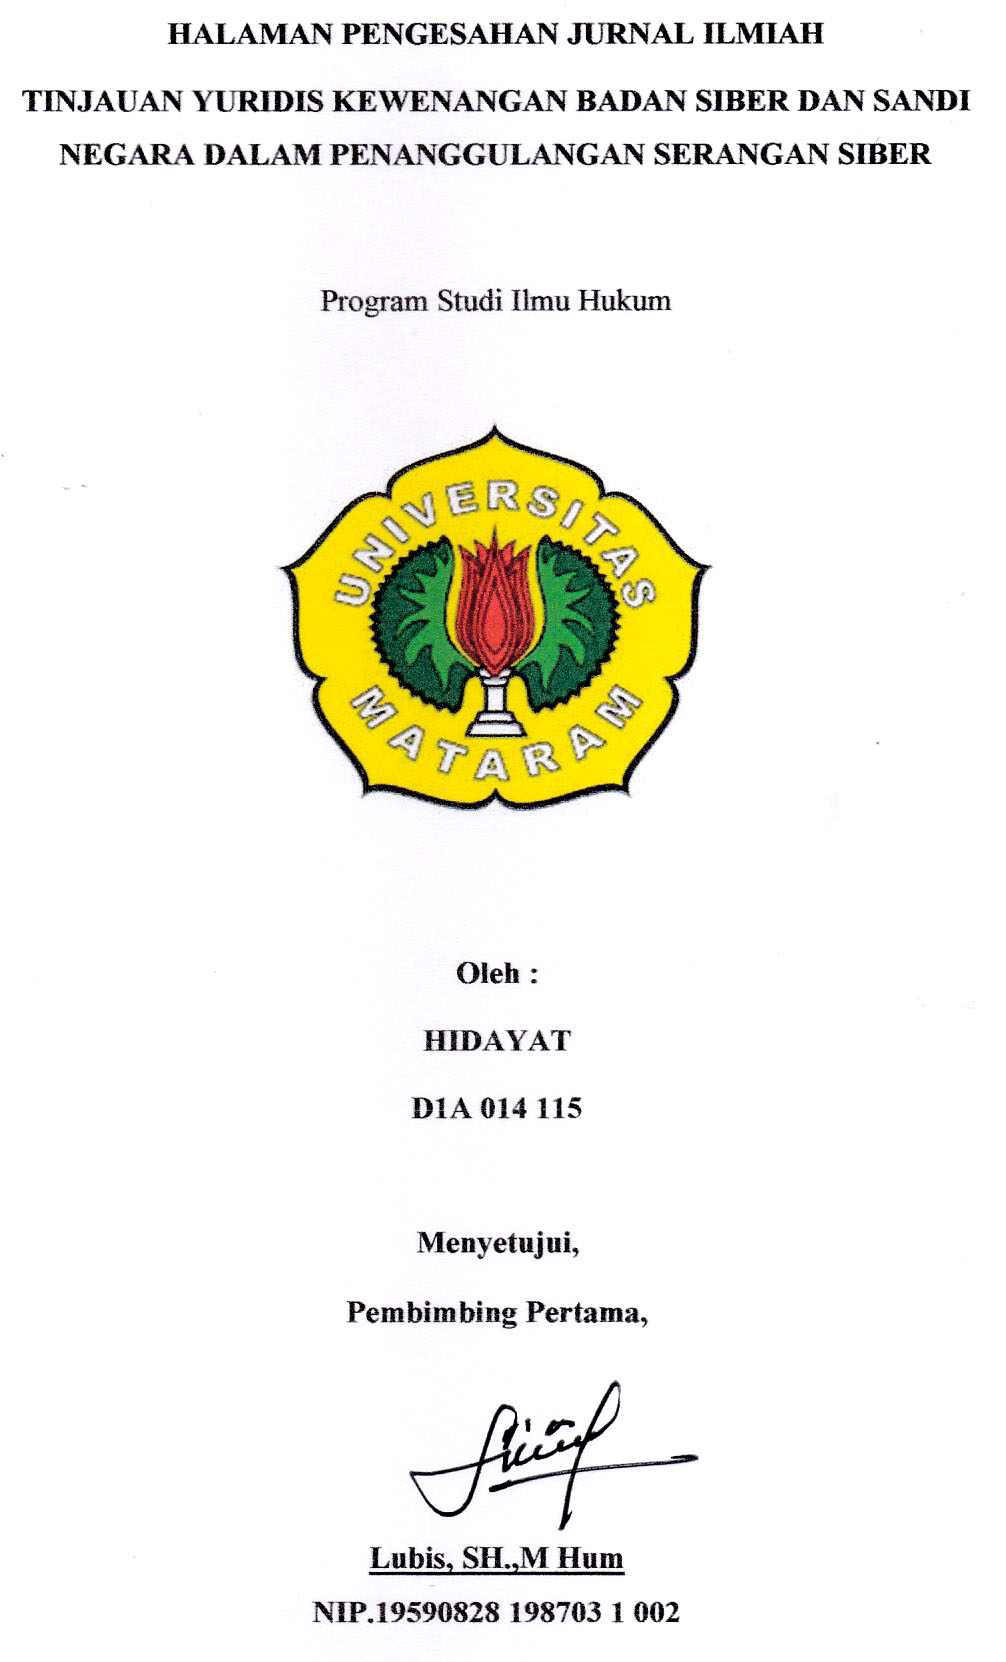 HALAMAN PENGESAHAN JURNAL ILMIAH
TINJAUAN YURIDIS KEWENANGAN BADAN SIBER DAN SANDI
NEGARA DALAM PENANGGULANGAN SERANGAN SIBER
Program Studi Ilmu Hukum
UNIVERSITAS
MATARAM
Oleh :
HIDAYAT
D1A 014 115
Menyetujui,
Pembimbing Pertama,
Lubis, SH.,M Hum
NIP.19590828 198703 1 002